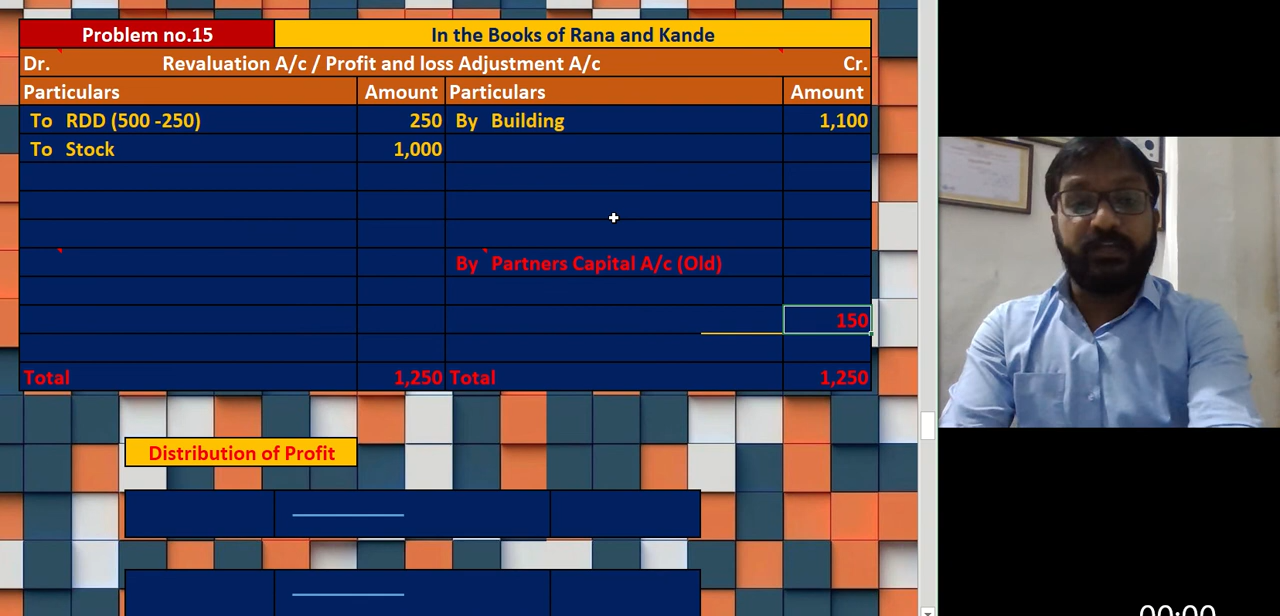 Problem no.15 In the Books of Rana and Kande
Dr. Revaluation A/c / Profit and loss Adjustment A/c Cr.
Particulars Amount Particulars Amount
To RDD (500 -250) 250 By Building 1,100
To Stock 1,000
By Partners Capital A/c (Old)
150
Total 1,250 Total 1,250
Distribution of Profit
00:00